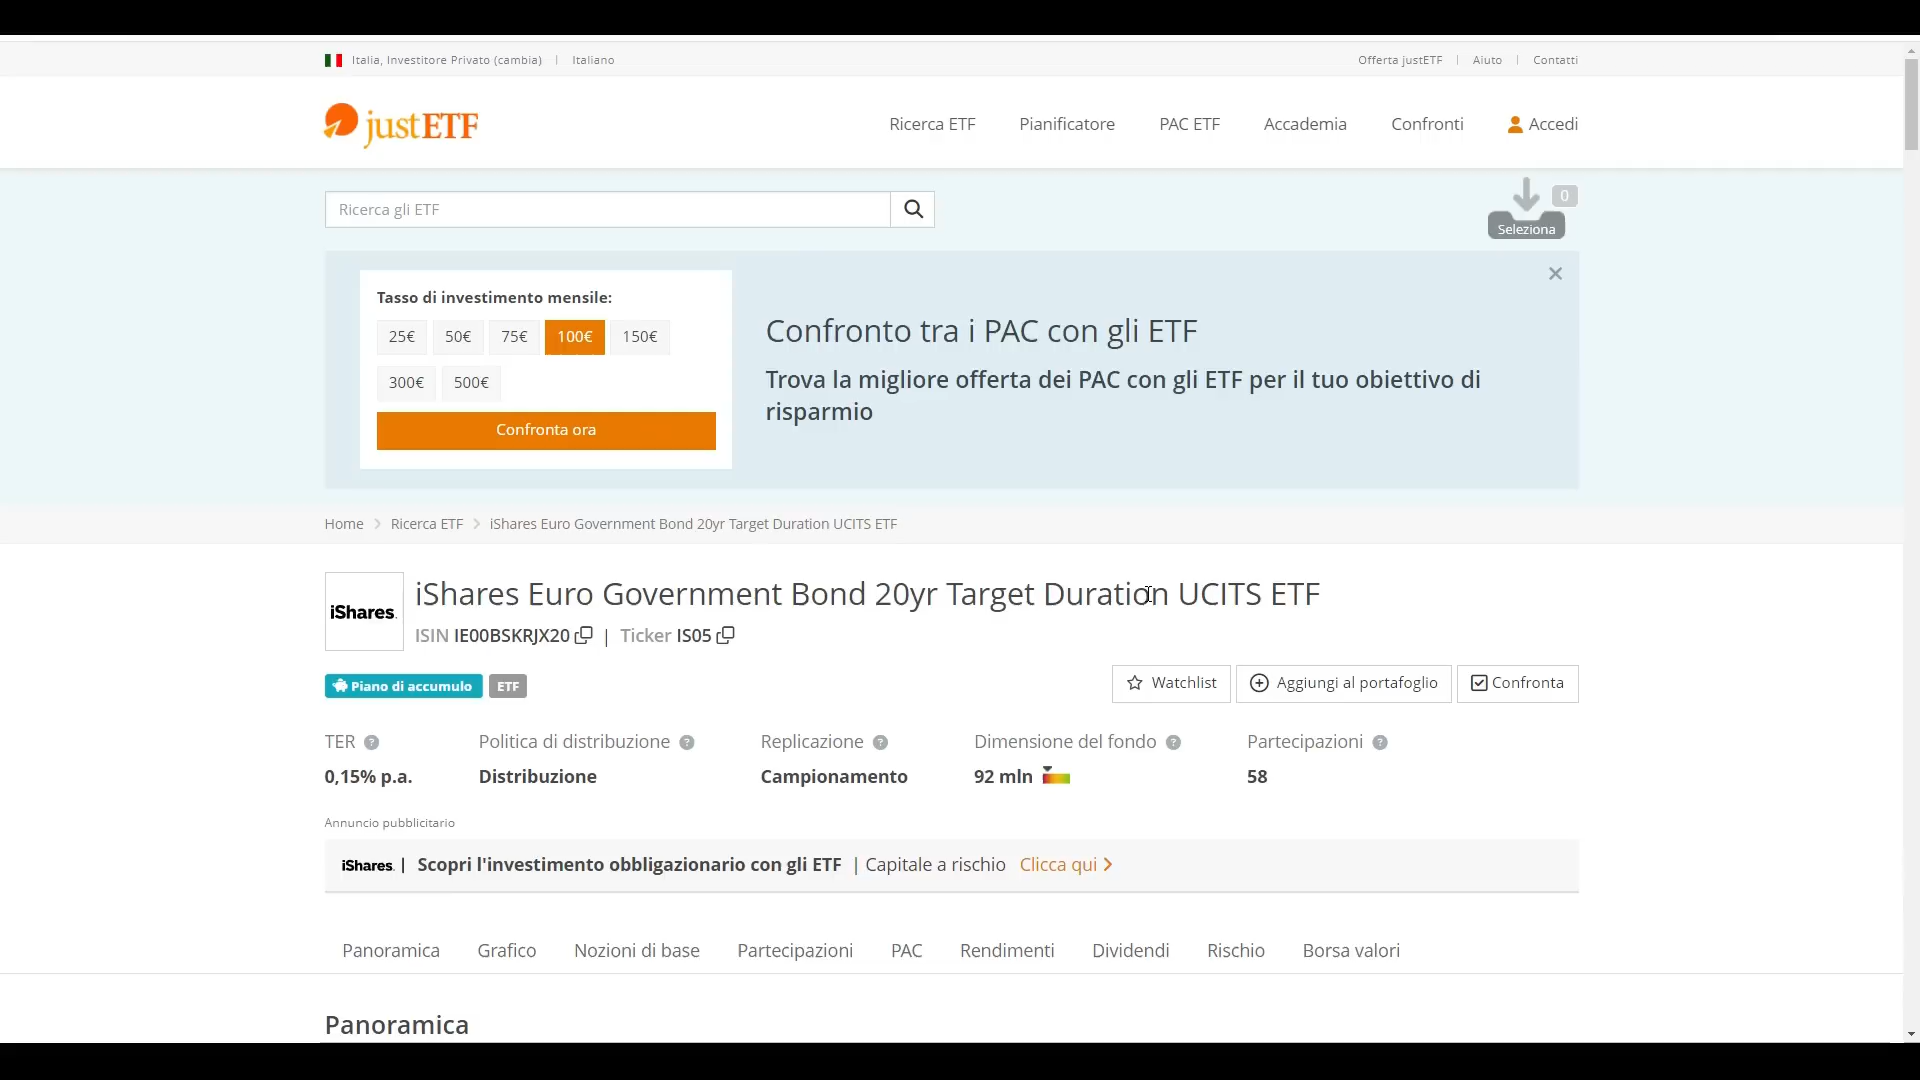 Italia, Investitore Privato (cambia) | Italiano
Offerta justETF | Aiuto | Contatti
justETF
Ricerca ETF
Pianificatore
PAC ETF
Accademia
Confronti
Accedi
Ricerca gli ETF
0
Seleziona
Tasso di investimento mensile:
25€ 50€ 75€ 100€ 150€
300€ 500€
Confronta ora
Confronto tra i PAC con gli ETF
Trova la migliore offerta dei PAC con gli ETF per il tuo obiettivo di
risparmio
Home > Ricerca ETF > iShares Euro Government Bond 20yr Target Duration UCITS ETF
iShares.
iShares Euro Government Bond 20yr Target Duration UCITS ETF
ISIN IE00BSKRJX20 | Ticker IS05
Piano di accumulo ETF
Watchlist
Aggiungi al portafoglio
Confronta
TER ? Politica di distribuzione ? Replicazione ? Dimensione del fondo ? Partecipazioni ?
0,15% p.a. Distribuzione Campionamento 92 mln 58
Annuncio pubblicitario
iShares. | Scopri l'investimento obbligazionario con gli ETF | Capitale a rischio Clicca qui >
Panoramica Grafico Nozioni di base Partecipazioni PAC Rendimenti Dividendi Rischio Borsa valori
Panoramica